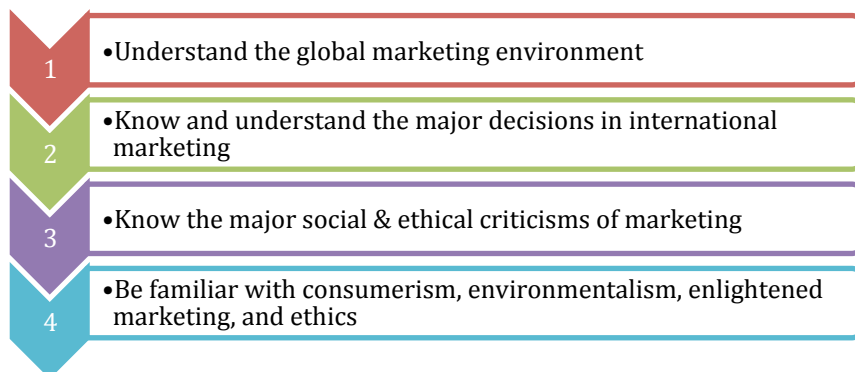 1
•Understand the global marketing environment
2
•Know and understand the major decisions in international
marketing
3
•Know the major social & ethical criticisms of marketing
4
•Be familiar with consumerism, environmentalism, enlightened
marketing, and ethics